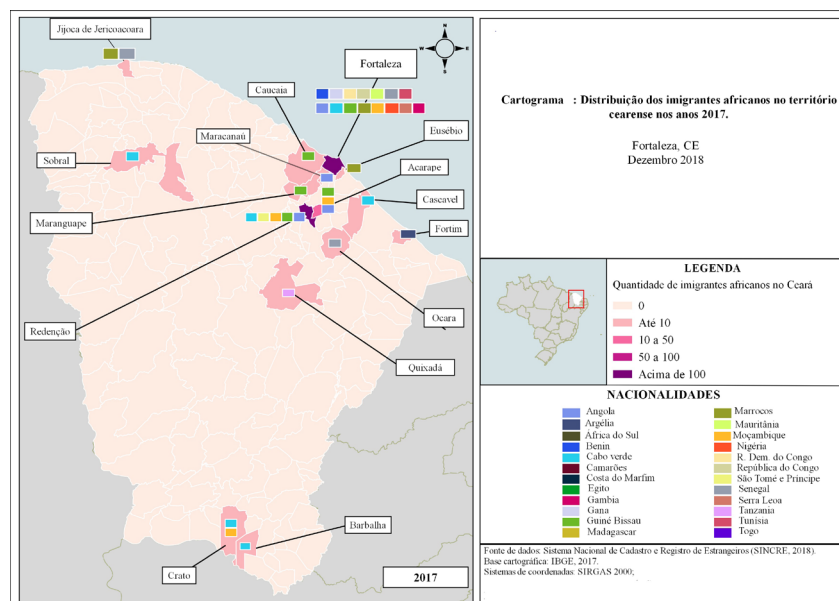 Jijoca de Jericoacoara
N
W
E
S
Fortaleza
Caucaia
Maracanaú
Eusébio
Sobral
Acarape
Cascavel
Maranguape
Fortim
Redenção
Ocara
Quixadá
Barbalha
Crato
2017
Cartograma : Distribuição dos imigrantes africanos no território
cearense nos anos 2017.
Fortaleza, CE
Dezembro 2018
LEGENDA
Quantidade de imigrantes africanos no Ceará
0
Até 10
10 a 50
50 a 100
Acima de 100
NACIONALIDADES
Angola
Argélia
África do Sul
Benin
Cabo verde
Camarões
Costa do Marfim
Egito
Gambia
Gana
Guiné Bissau
Madagascar
Marrocos
Mauritânia
Moçambique
Nigéria
R. Dem. do Congo
República do Congo
São Tomé e Príncipe
Senegal
Serra Leoa
Tanzania
Tunísia
Togo
Fonte de dados: Sistema Nacional de Cadastro e Registro de Estrangeiros (SINCRE, 2018).
Base cartográfica: IBGE, 2017.
Sistemas de coordenadas: SIRGAS 2000;